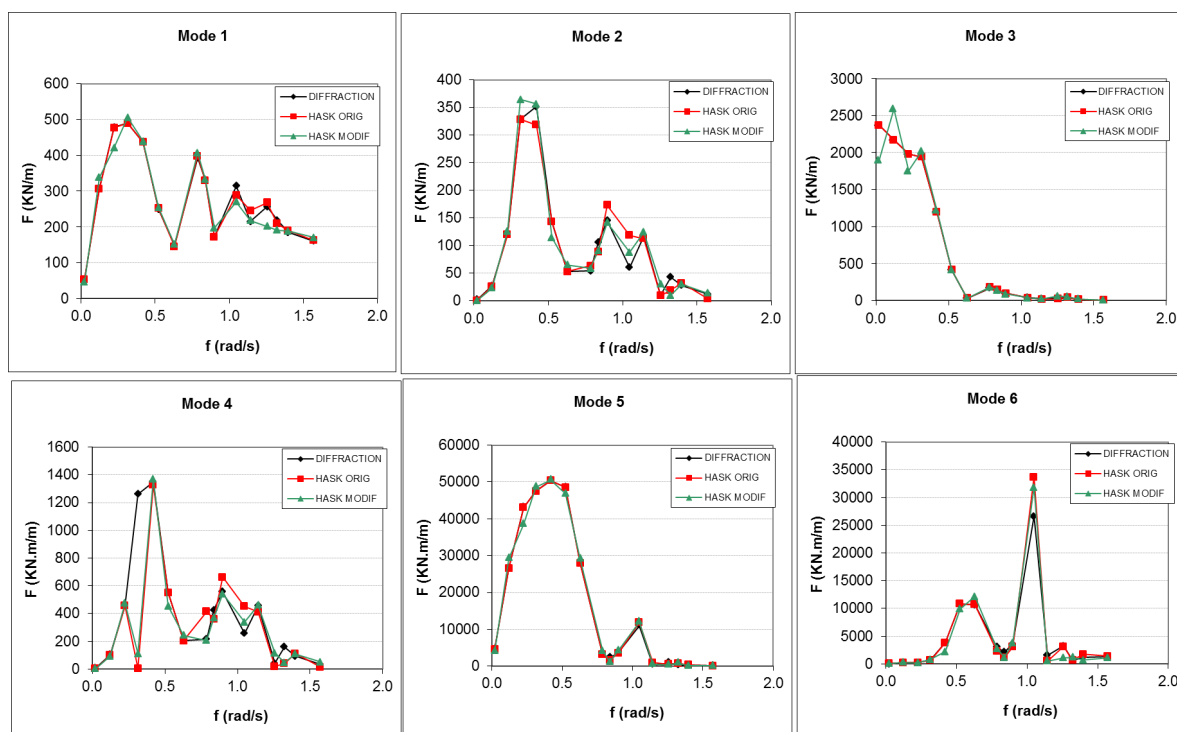 Mode 1
600
500
400
300
200
100
0
F (KN/m)
DIFFRACTION
HASK ORIG
HASK MODIF
0.0 0.5 1.0 1.5 2.0
f (rad/s)
Mode 2
400
350
300
250
200
150
100
50
0
F (KN/m)
DIFFRACTION
HASK ORIG
HASK MODIF
0.0 0.5 1.0 1.5 2.0
f (rad/s)
Mode 3
3000
2500
2000
1500
1000
500
0
F (KN/m)
DIFFRACTION
HASK ORIG
HASK MODIF
0.0 0.5 1.0 1.5 2.0
f (rad/s)
Mode 4
1600
1400
1200
1000
800
600
400
200
0
F (KN.m/m)
DIFFRACTION
HASK ORIG
HASK MODIF
0.0 0.5 1.0 1.5 2.0
f (rad/s)
Mode 5
60000
50000
40000
30000
20000
10000
0
F (KN.m/m)
DIFFRACTION
HASK ORIG
HASK MODIF
0.0 0.5 1.0 1.5 2.0
f (rad/s)
Mode 6
40000
35000
30000
25000
20000
15000
10000
5000
0
F (KN.m/m)
DIFFRACTION
HASK ORIG
HASK MODIF
0.0 0.5 1.0 1.5 2.0
f (rad/s)